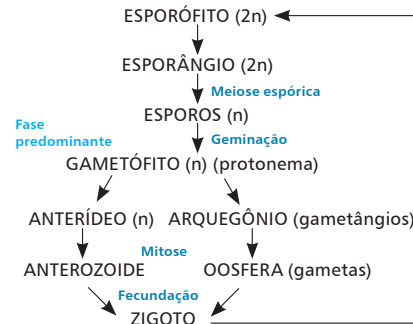 ESPORÓFITO (2n)
ESPORÂNGIO (2n)
Meiose espórica
ESPOROS (n)
Fase
predominante
Geminação
GAMETÓFITO (n) (protonema)
ANTERÍDEO (n) ARQUEGÔNIO (gametângios)
Mitose
ANTEROZOIDE OOSFERA (gametas)
Fecundação
ZIGOTO